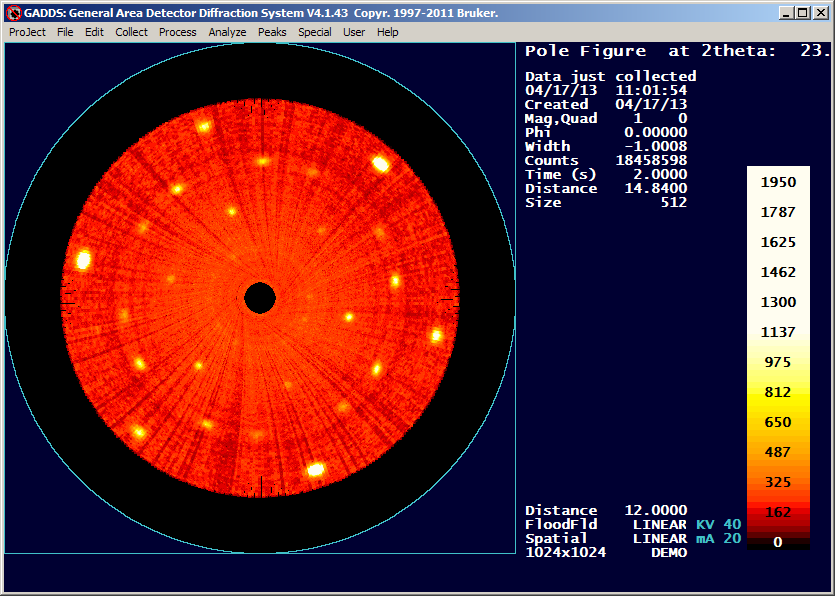 GADDS: General Area Detector Diffraction System V4.1.43 Copyr. 1997-2011 Bruker.
ProJect File Edit Collect Process Analyze Peaks Special User Help
Pole Figure at 2theta: 23.
Data just collected
04/17/13 11:01:54
Created 04/17/13
Mag,Quad 1 0
Phi 0.00000
Width -1.0008
Counts 18458598
Time (s) 2.0000
Distance 14.8400
Size 512
1950
1787
1625
1462
1300
1137
975
812
650
487
325
162
0
Distance 12.0000
FloodFld LINEAR KV 40
Spatial LINEAR mA 20
1024x1024 DEMO